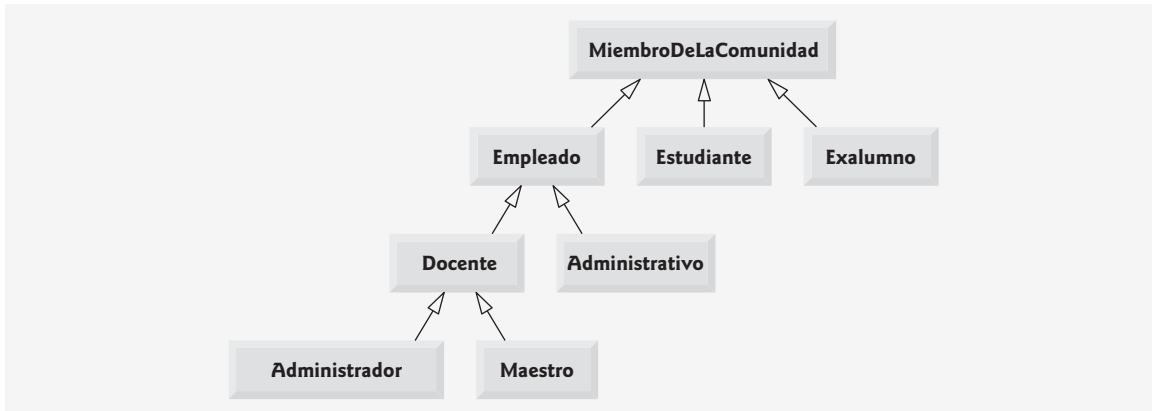 MiembroDeLaComunidad
Empleado
Estudiante
Exalumno
Docente
Administrativo
Administrador
Maestro